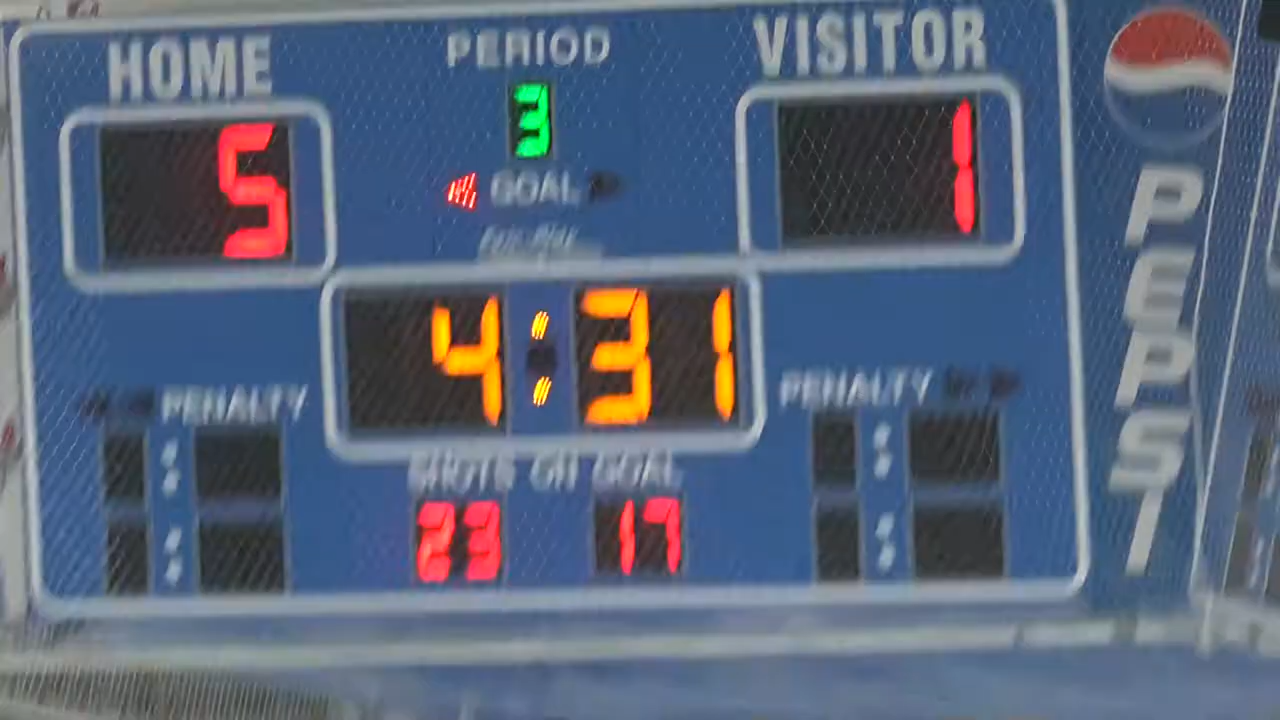 HOME PERIOD VISITOR
5 3 1
GOAL
4:31
PENALTY PENALTY
SHOTS ON GOAL
23 17
PEPSI